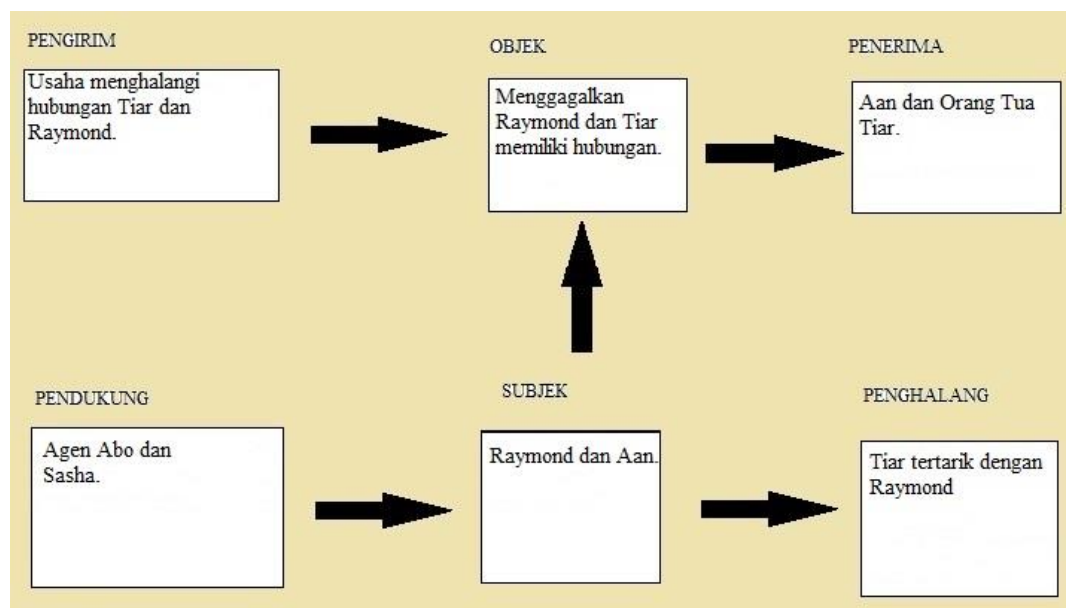 PENGIRIM
Usaha menghalangi
hubungan Tiar dan
Raymond.
OBJEK
Menggagalkan
Raymond dan Tiar
memiliki hubungan.
PENERIMA
Aan dan Orang Tua
Tiar.
PENDUKUNG
Agen Abo dan
Sasha.
SUBJEK
Raymond dan Aan.
PENGHALANG
Tiar tertarik dengan
Raymond